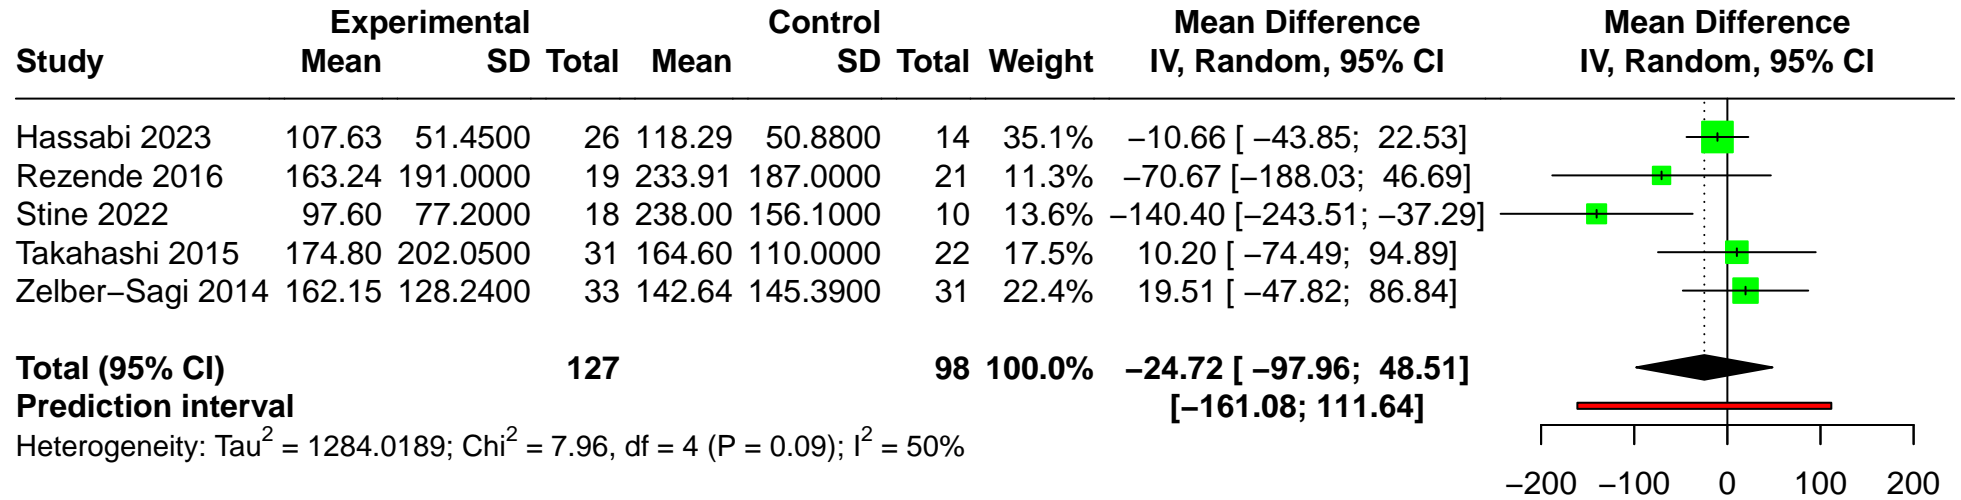 Experimental Control Mean Difference Mean Difference
Study Mean SD Total Mean SD Total Weight IV, Random, 95% CI IV, Random, 95% CI
Hassabi 2023 107.63 51.4500 26 118.29 50.8800 14 35.1% −10.66 [ −43.85; 22.53]
Rezende 2016 163.24 191.0000 19 233.91 187.0000 21 11.3% −70.67 [−188.03; 46.69]
Stine 2022 97.60 77.2000 18 238.00 156.1000 10 13.6% −140.40 [−243.51; −37.29]
Takahashi 2015 174.80 202.0500 31 164.60 110.0000 22 17.5% 10.20 [ −74.49; 94.89]
Zelber−Sagi 2014 162.15 128.2400 33 142.64 145.3900 31 22.4% 19.51 [ −47.82; 86.84]
Total (95% CI) 127 98 100.0% −24.72 [ −97.96; 48.51]
Prediction interval [−161.08; 111.64]
Heterogeneity: Tau² = 1284.0189; Chi² = 7.96, df = 4 (P = 0.09); I² = 50%
−200 −100 0 100 200